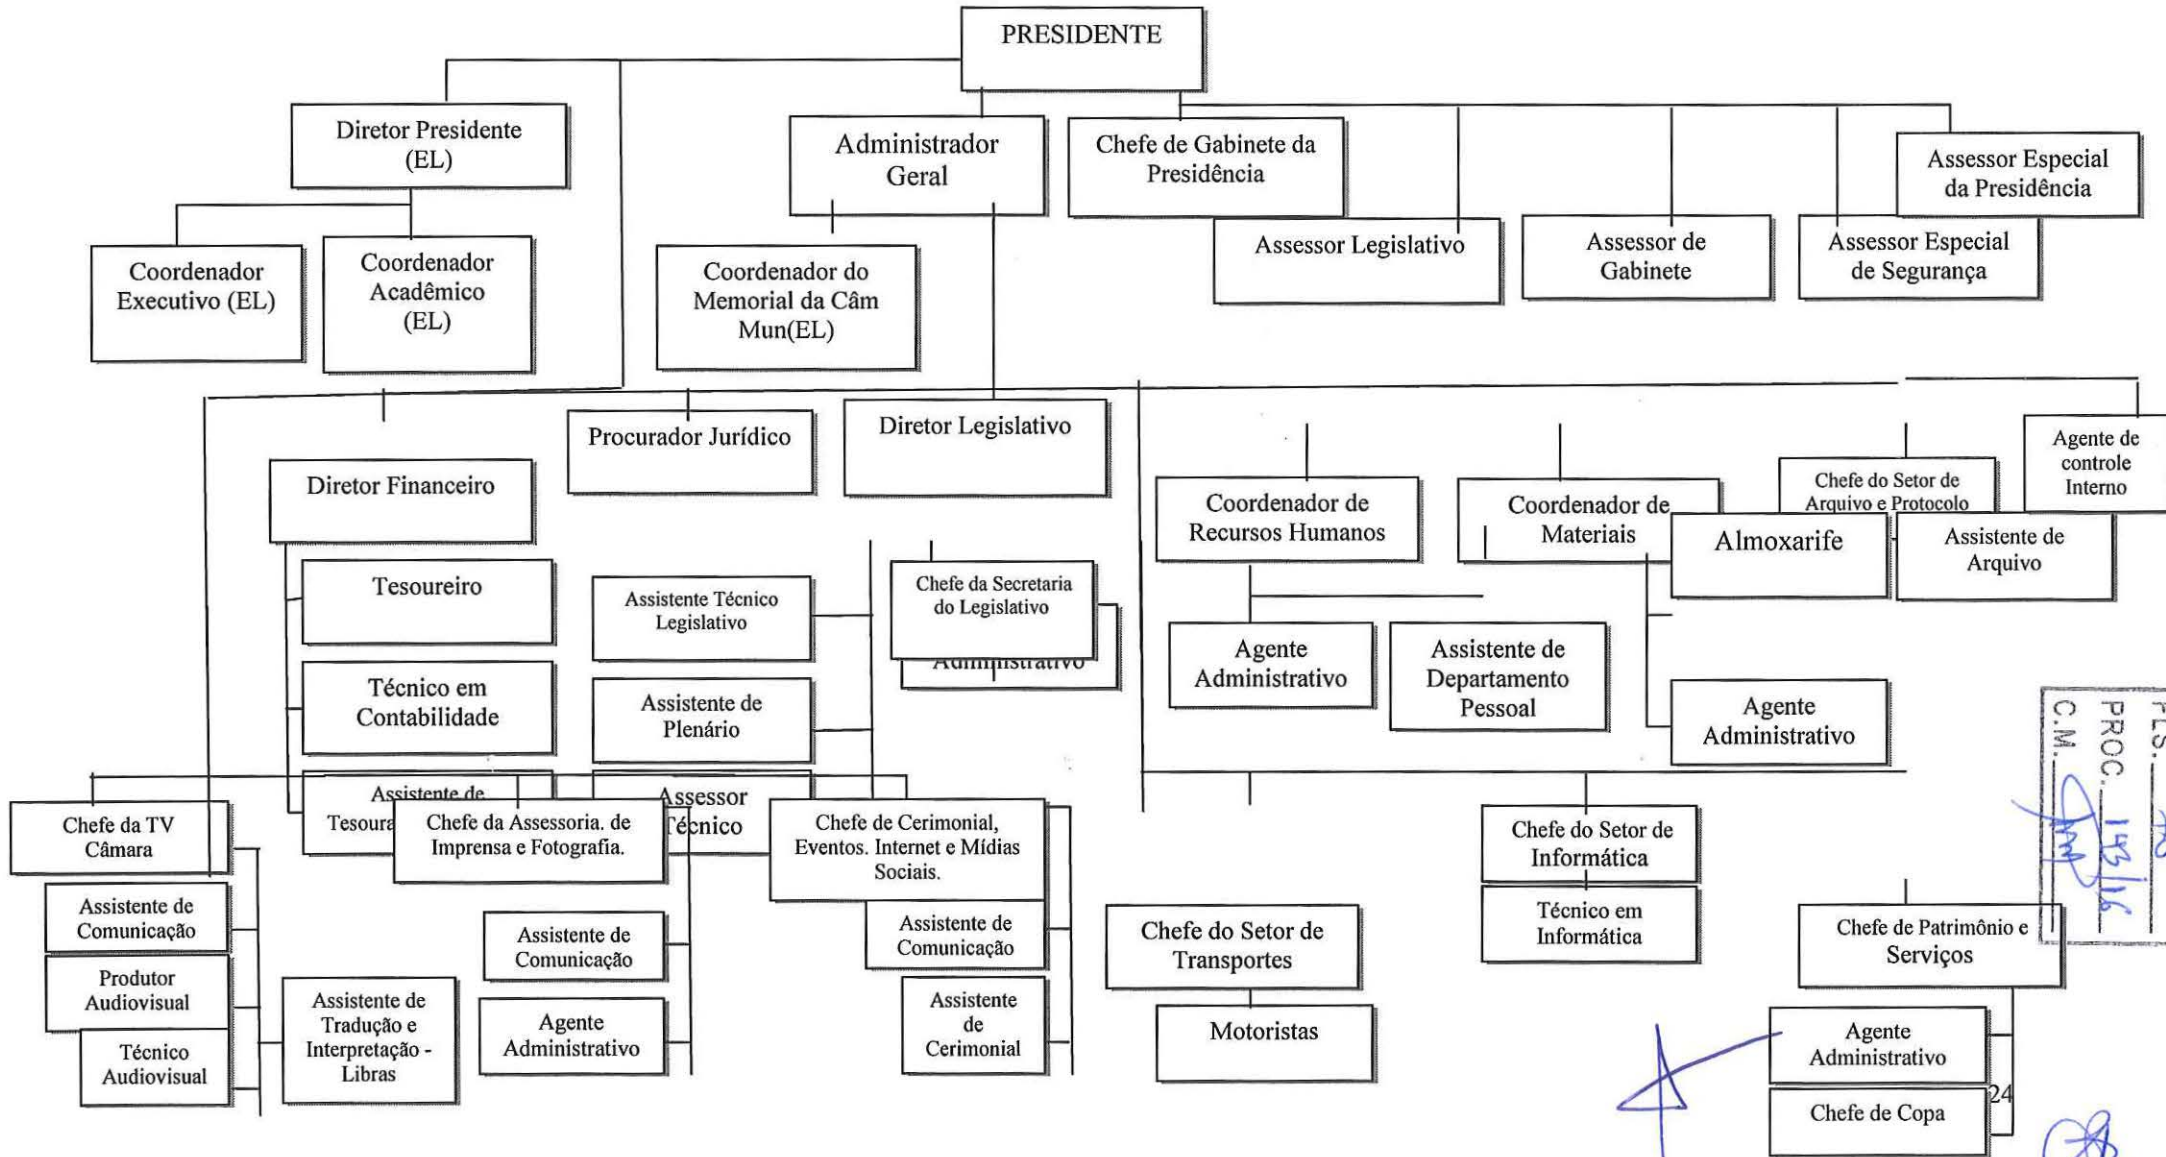 PRESIDENTE
Diretor Presidente
(EL)
Administrador
Geral
Chefe de Gabinete da
Presidência
Assessor Especial
da Presidência
Coordenador
Executivo (EL)
Coordenador
Acadêmico
(EL)
Coordenador do
Memorial da Câm
Mun(EL)
Assessor Legislativo
Assessor de
Gabinete
Assessor Especial
de Segurança
Diretor Financeiro
Procurador Jurídico
Diretor Legislativo
Coordenador de
Recursos Humanos
Coordenador de
Materiais
Chefe do Setor de
Arquivo e Protocolo
Agente de
controle
Interno
Almoxarife
Assistente de
Arquivo
Tesoureiro
Assistente Técnico
Legislativo
Chefe da Secretaria
do Legislativo
Administrativo
Agente
Administrativo
Assistente de
Departamento
Pessoal
Agente
Administrativo
Técnico em
Contabilidade
Assistente de
Plenário
Assistente de
Assessor
Técnico
Chefe da TV
Câmara
Chefe da Assessoria. de
Imprensa e Fotografia.
Chefe de Cerimonial,
Eventos. Internet e Mídias
Sociais.
Chefe do Setor de
Informática
Técnico em
Informática
Assistente de
Comunicação
Produtor
Audiovisual
Técnico
Audiovisual
Assistente de
Tradução e
Interpretação -
Libras
Assistente de
Comunicação
Agente
Administrativo
Assistente de
Comunicação
Assistente
de
Cerimonial
Chefe do Setor de
Transportes
Motoristas
Chefe de Patrimônio e
Serviços
Agente
Administrativo
Chefe de Copa
24
FLS.
PROC. 143/16
C.M.